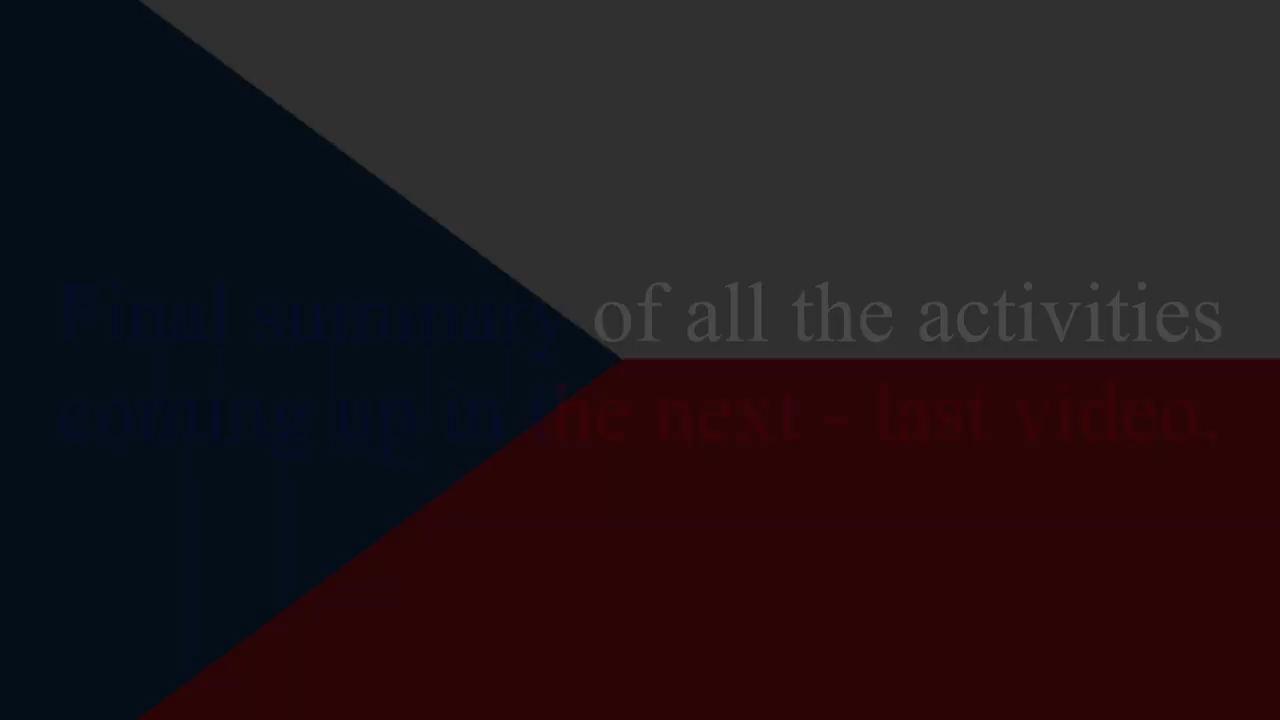 Final summary of all the activities
coming up in the next - last video.